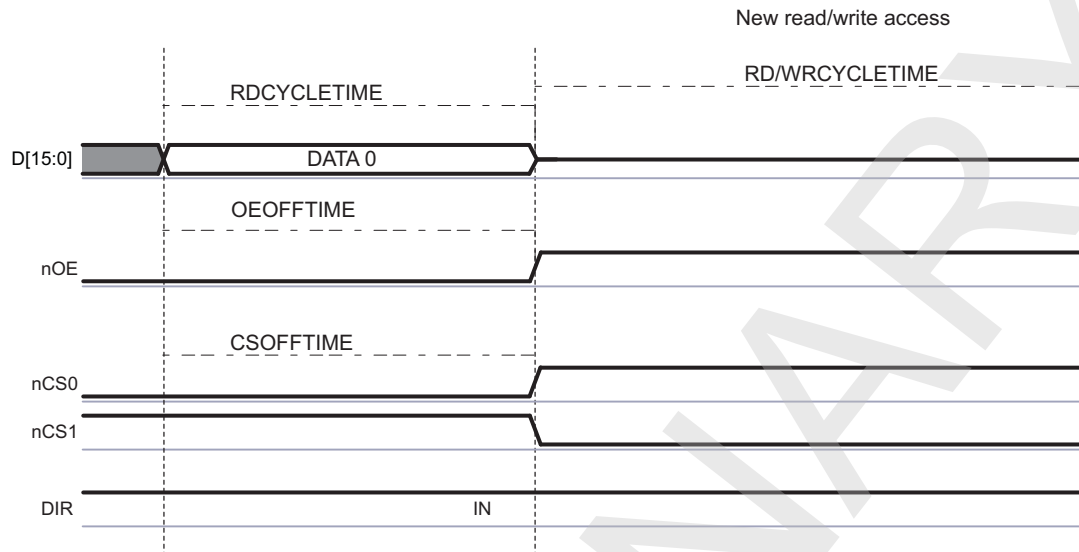 New read/write access
RDCYCLETIME
RD/WRCYCLETIME
D[15:0]
DATA 0
OEOFFTIME
nOE
CSOFFTIME
nCS0
nCS1
DIR
IN